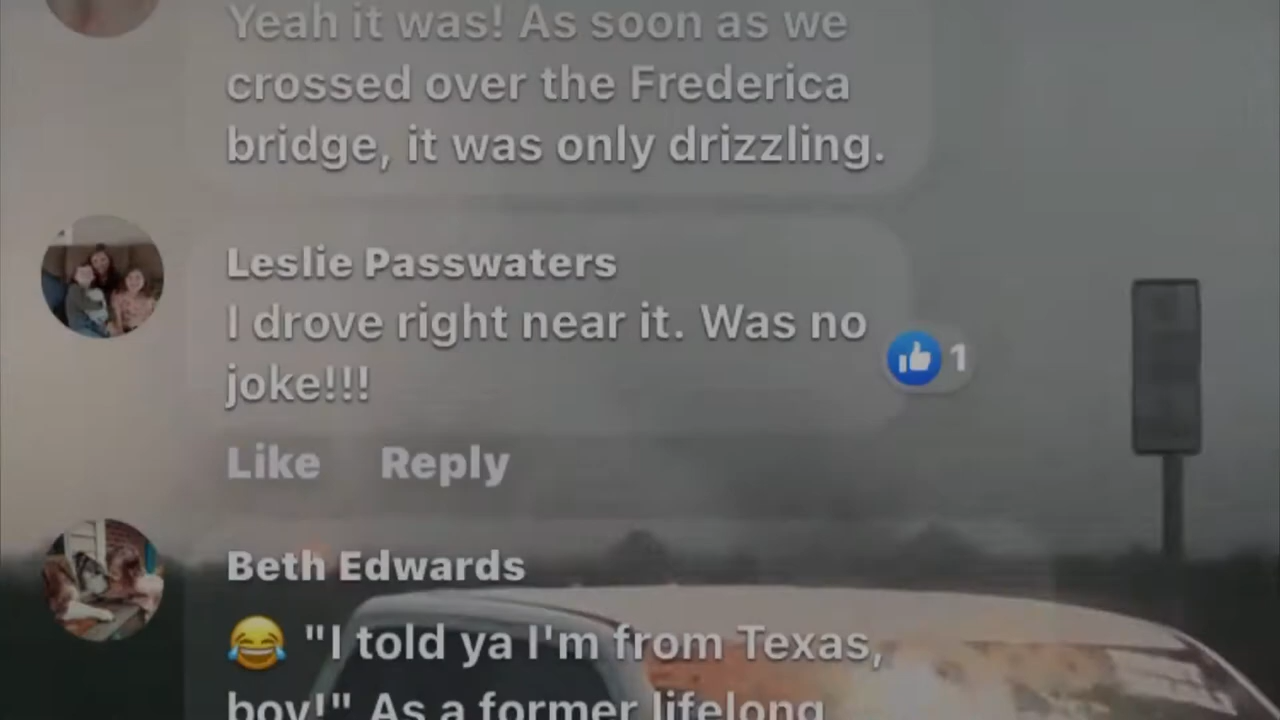 Yeah it was! As soon as we
crossed over the Frederica
bridge, it was only drizzling.
Leslie Passwaters
I drove right near it. Was no
joke!!!
1
Like Reply
Beth Edwards
😂 "I told ya I'm from Texas,
boy!" As a former lifelong